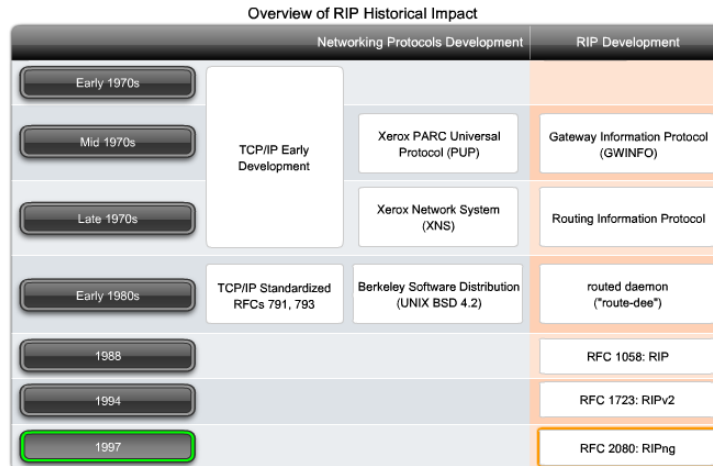 Overview of RIP Historical Impact
Networking Protocols Development
RIP Development
Early 1970s
Mid 1970s
TCP/IP Early
Development
Xerox PARC Universal
Protocol (PUP)
Gateway Information Protocol
(GWINFO)
Late 1970s
Xerox Network System
(XNS)
Routing Information Protocol
Early 1980s
TCP/IP Standardized
RFCs 791, 793
Berkeley Software Distribution
(UNIX BSD 4.2)
routed daemon
("route-dee")
1988
RFC 1058: RIP
1994
RFC 1723: RIPv2
1997
RFC 2080: RIPng